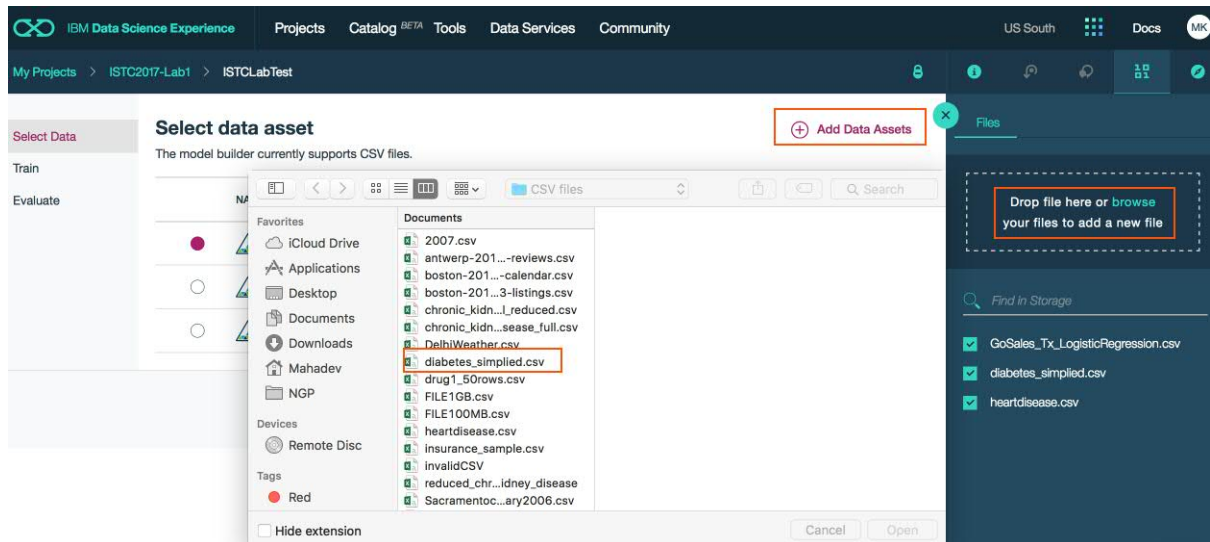 IBM Data Science Experience Projects Catalog BETA Tools Data Services Community US South Docs MK
My Projects > ISTC2017-Lab1 > ISTCLabTest
Select Data
Train
Evaluate
Select data asset
Add Data Assets
The model builder currently supports CSV files.
NA
CSV files
Search
Favorites
iCloud Drive
Applications
Desktop
Documents
Downloads
Mahadev
NGP
Devices
Remote Disc
Tags
Red
Documents
2007.csv
antwerp-201...-reviews.csv
boston-201...-calendar.csv
boston-201...3-listings.csv
chronic_kidn...l_reduced.csv
chronic_kidn...sease_full.csv
DelhiWeather.csv
diabetes_simplied.csv
drug1_50rows.csv
FILE1GB.csv
FILE100MB.csv
heartdisease.csv
insurance_sample.csv
invalidCSV
reduced_chr...idney_disease
Sacramentoc...ary2006.csv
Hide extension
Cancel Open
Files
Drop file here or browse
your files to add a new file
Find in Storage
GoSales_Tx_LogisticRegression.csv
diabetes_simplied.csv
heartdisease.csv